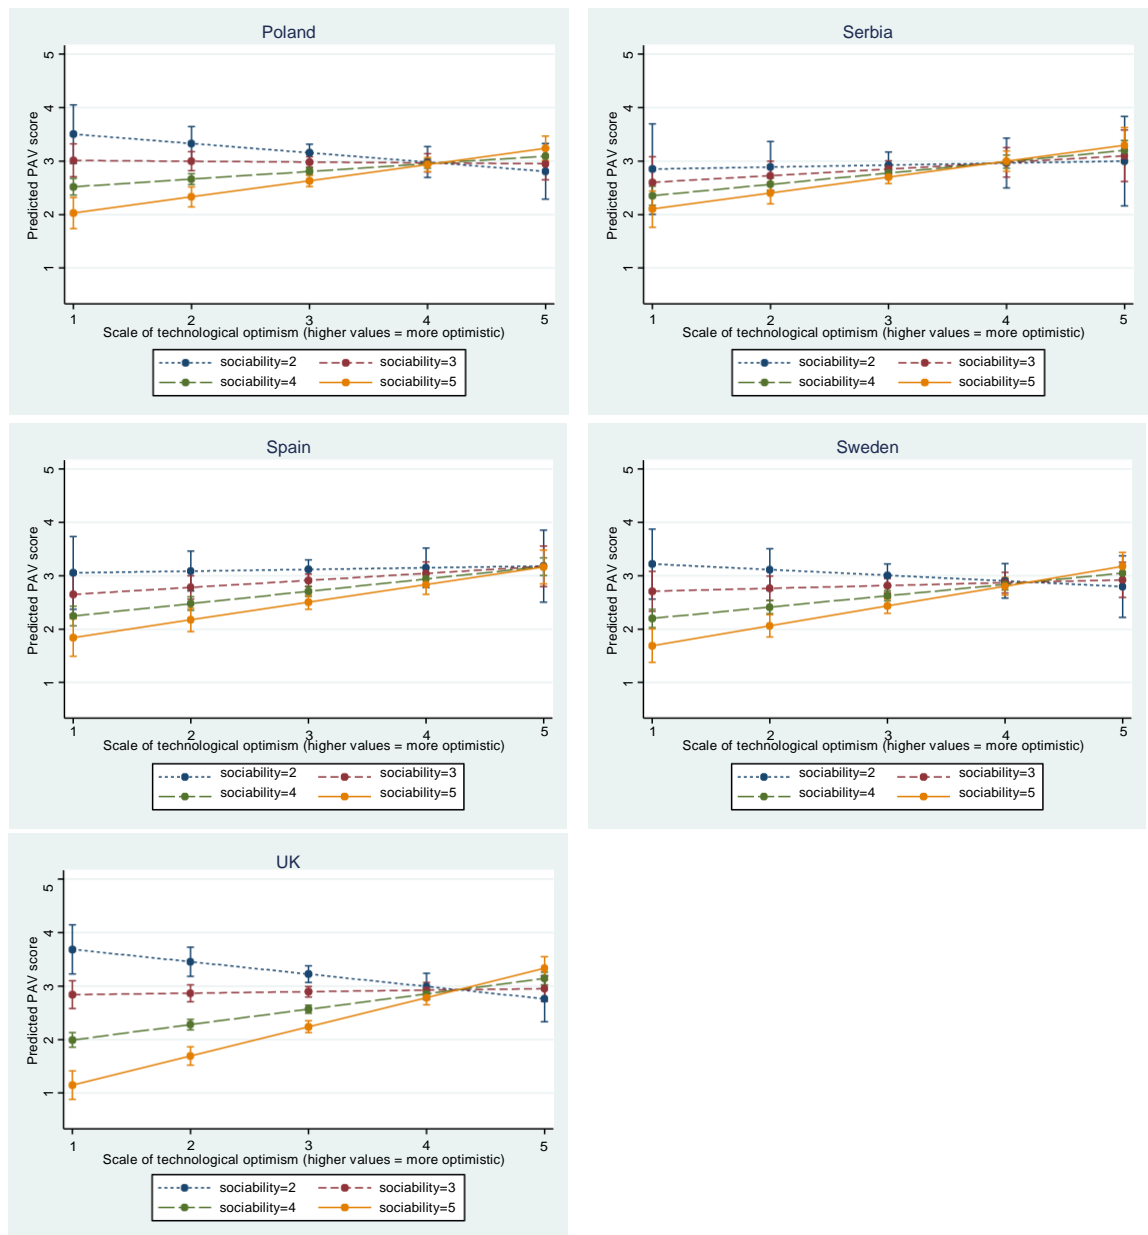 Poland
Predicted PAV score
5
4
3
2
1
1 2 3 4 5
Scale of technological optimism (higher values = more optimistic)
sociability=2 sociability=3
sociability=4 sociability=5
Serbia
Predicted PAV score
5
4
3
2
1
1 2 3 4 5
Scale of technological optimism (higher values = more optimistic)
sociability=2 sociability=3
sociability=4 sociability=5
Spain
Predicted PAV score
5
4
3
2
1
1 2 3 4 5
Scale of technological optimism (higher values = more optimistic)
sociability=2 sociability=3
sociability=4 sociability=5
Sweden
Predicted PAV score
5
4
3
2
1
1 2 3 4 5
Scale of technological optimism (higher values = more optimistic)
sociability=2 sociability=3
sociability=4 sociability=5
UK
Predicted PAV score
5
4
3
2
1
1 2 3 4 5
Scale of technological optimism (higher values = more optimistic)
sociability=2 sociability=3
sociability=4 sociability=5